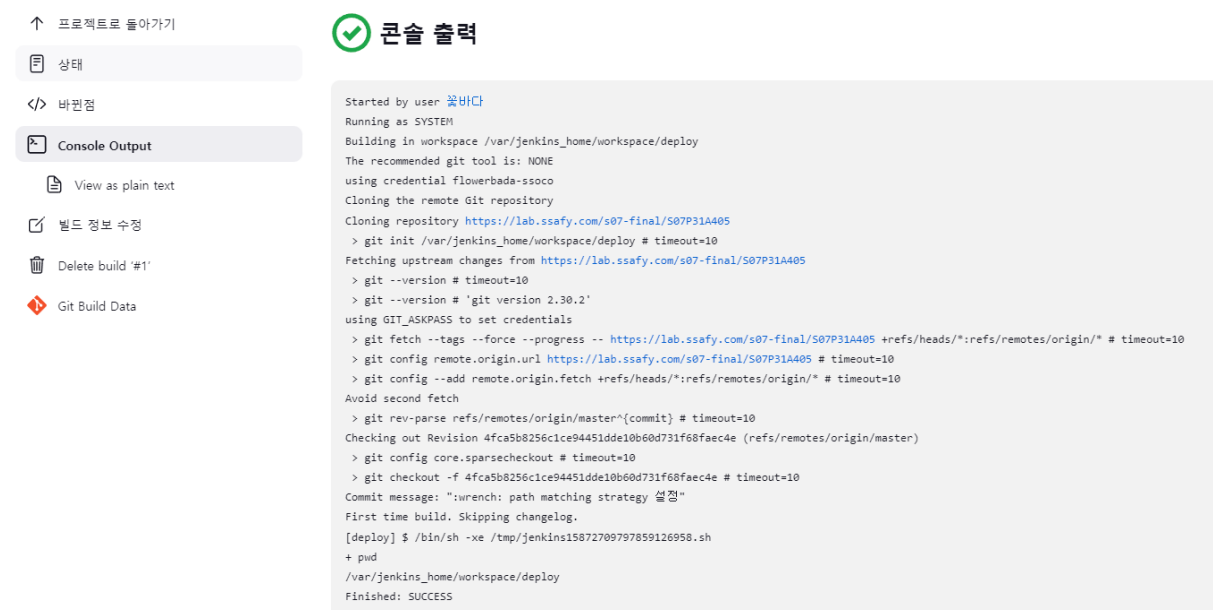 프로젝트로 돌아가기
상태
바뀐점
Console Output
View as plain text
빌드 정보 수정
Delete build '#1'
Git Build Data
콘솔 출력
Started by user 꽃바다
Running as SYSTEM
Building in workspace /var/jenkins_home/workspace/deploy
The recommended git tool is: NONE
using credential flowerbada-ssoco
Cloning the remote Git repository
Cloning repository https://lab.ssafy.com/s07-final/S07P31A405
> git init /var/jenkins_home/workspace/deploy # timeout=10
Fetching upstream changes from https://lab.ssafy.com/s07-final/S07P31A405
> git --version # timeout=10
> git --version # 'git version 2.30.2'
using GIT_ASKPASS to set credentials
> git fetch --tags --force --progress -- https://lab.ssafy.com/s07-final/S07P31A405 +refs/heads/*:refs/remotes/origin/* # timeout=10
> git config remote.origin.url https://lab.ssafy.com/s07-final/S07P31A405 # timeout=10
> git config --add remote.origin.fetch +refs/heads/*:refs/remotes/origin/* # timeout=10
Avoid second fetch
> git rev-parse refs/remotes/origin/master^{commit} # timeout=10
Checking out Revision 4fca5b8256c1ce94451dde10b60d731f68faec4e (refs/remotes/origin/master)
> git config core.sparsecheckout # timeout=10
> git checkout -f 4fca5b8256c1ce94451dde10b60d731f68faec4e # timeout=10
Commit message: ":wrench: path matching strategy 설정"
First time build. Skipping changelog.
[deploy] $ /bin/sh -xe /tmp/jenkins15872709797859126958.sh
+ pwd
/var/jenkins_home/workspace/deploy
Finished: SUCCESS